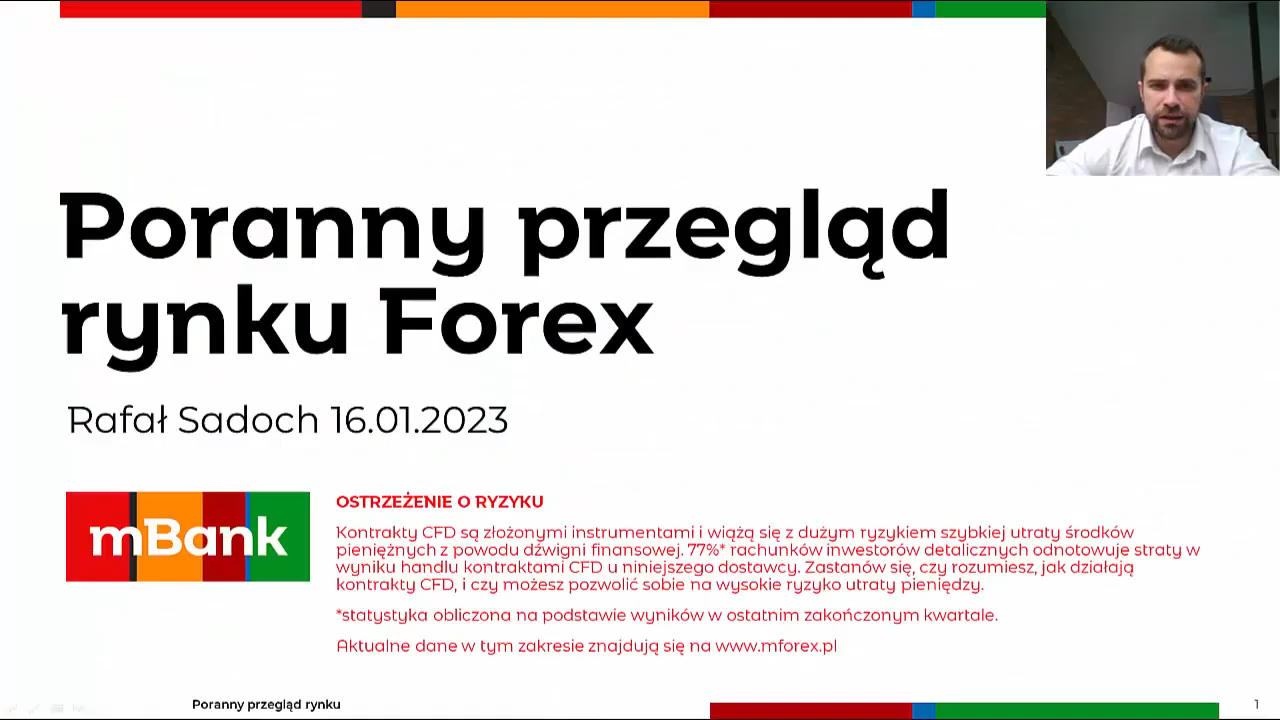 Poranny przegląd
rynku Forex
Rafał Sadoch 16.01.2023
mBank
OSTRZEŻENIE O RYZYKU
Kontrakty CFD są złożonymi instrumentami i wiążą się z dużym ryzykiem szybkiej utraty środków
pieniężnych z powodu dźwigni finansowej. 77%* rachunków inwestorów detalicznych odnotowuje straty w
wyniku handlu kontraktami CFD u niniejszego dostawcy. Zastanów się, czy rozumiesz, jak działają
kontrakty CFD, i czy możesz pozwolić sobie na wysokie ryzyko utraty pieniędzy.
*statystyka obliczona na podstawie wyników w ostatnim zakończonym kwartale.
Aktualne dane w tym zakresie znajdują się na www.mforex.pl
Poranny przegląd rynku
1